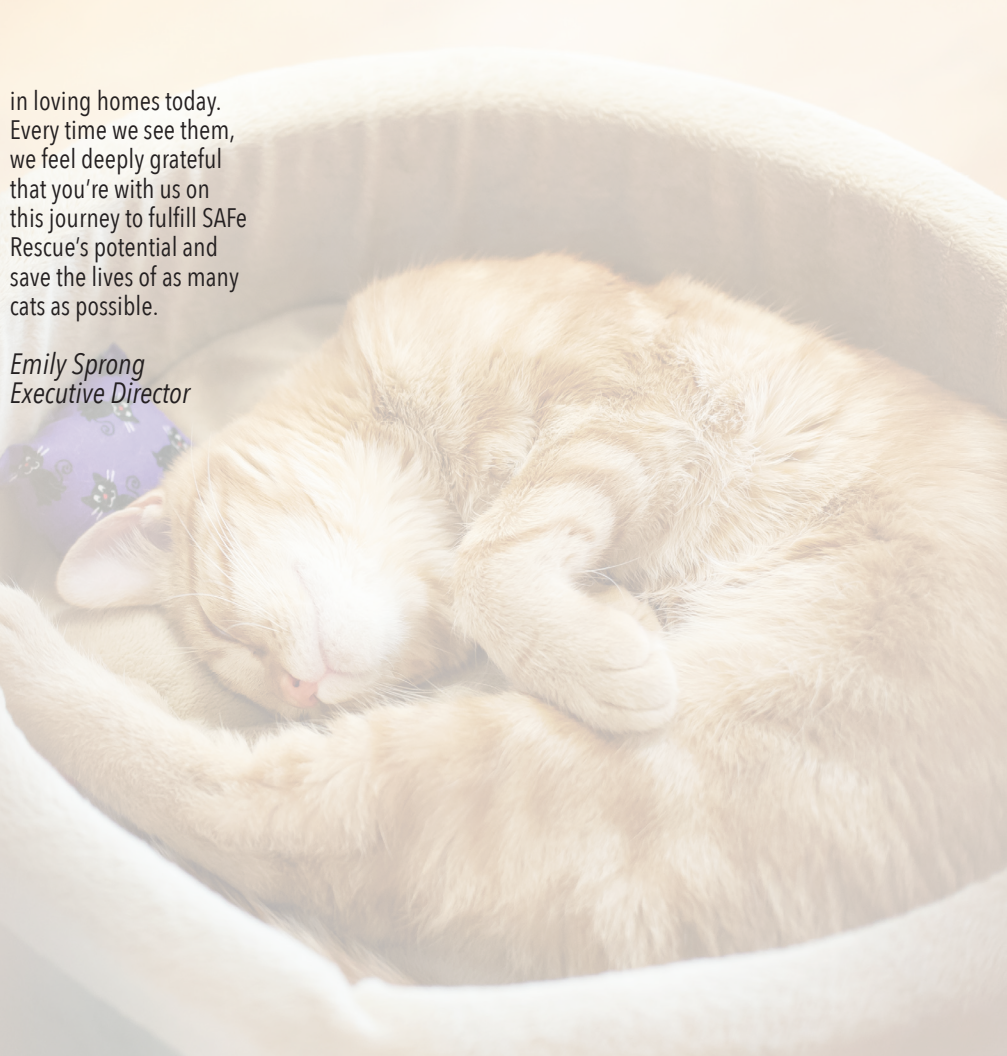 in loving homes today.
Every time we see them,
we feel deeply grateful
that you're with us on
this journey to fulfill SAFe
Rescue's potential and
save the lives of as many
cats as possible.
Emily Sprong
Executive Director